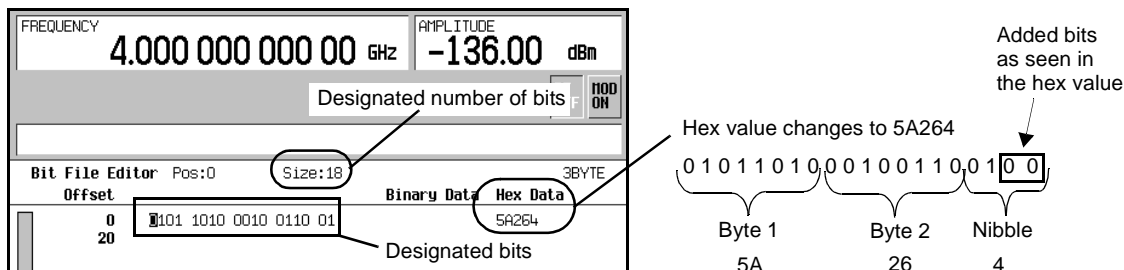 FREQUENCY
4.000 000 000 00 GHz
AMPLITUDE
-136.00 dBm
Designated number of bits
F
MOD
ON
Bit File Editor Pos:0 Size:18 3BYTE
Offset Binary Data Hex Data
0 0101 1010 0010 0110 01 5A264
20
Designated bits
Added bits
as seen in
the hex value
Hex value changes to 5A264
0 1 0 1 1 0 1 0 0 0 1 0 0 1 1 0 0 1 0 0
Byte 1 Byte 2 Nibble
5A 26 4